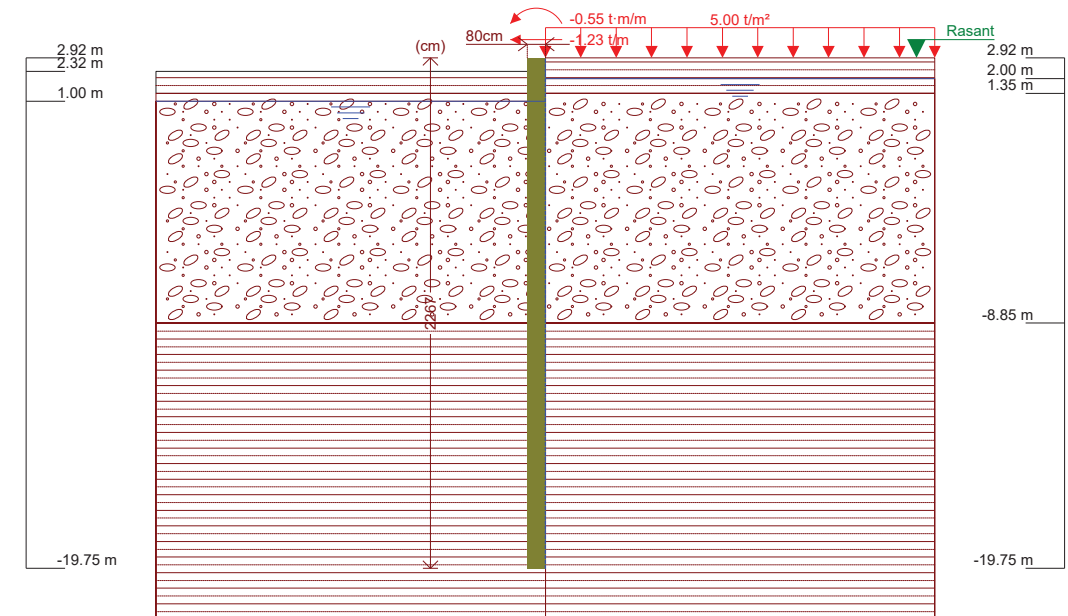 -0.55 t·m/m
5.00 t/m²
Rasant
80cm
-1.23 t/m
(cm)
2.92 m
2.32 m
1.00 m
2.92 m
2.00 m
1.35 m
2267
-8.85 m
-19.75 m
-19.75 m